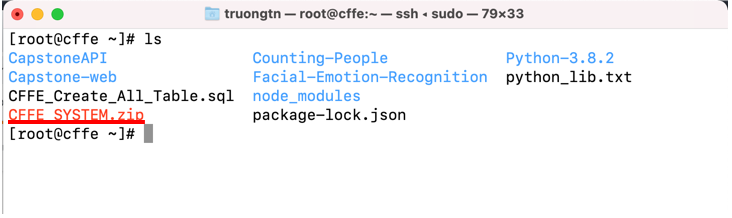 truongtn — root@cffe:~ — ssh ◂ sudo — 79×33
[root@cffe ~]# ls
CapstoneAPI Counting-People Python-3.8.2
Capstone-web Facial-Emotion-Recognition python_lib.txt
CFFE_Create_All_Table.sql node_modules
CFFE_SYSTEM.zip package-lock.json
[root@cffe ~]#